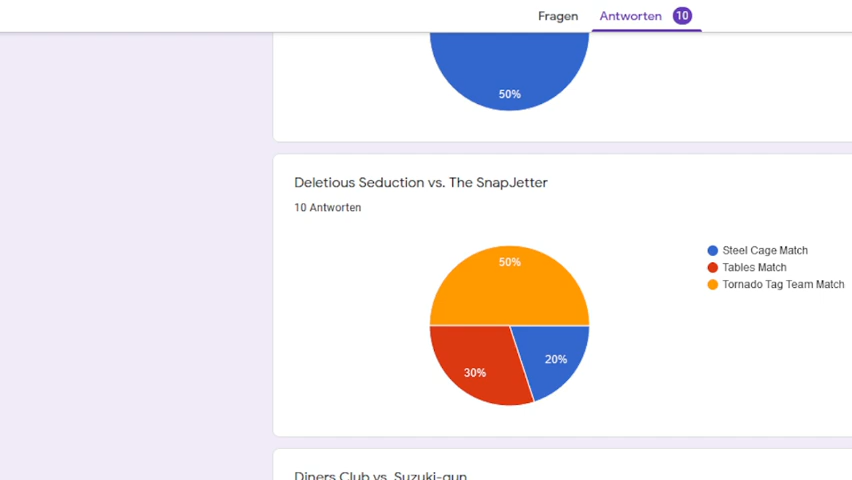 Fragen Antworten 10
50%
Deletious Seduction vs. The SnapJetter
10 Antworten
Steel Cage Match
Tables Match
Tornado Tag Team Match
50%
20%
30%
Diners Club vs. Suzuki-gun